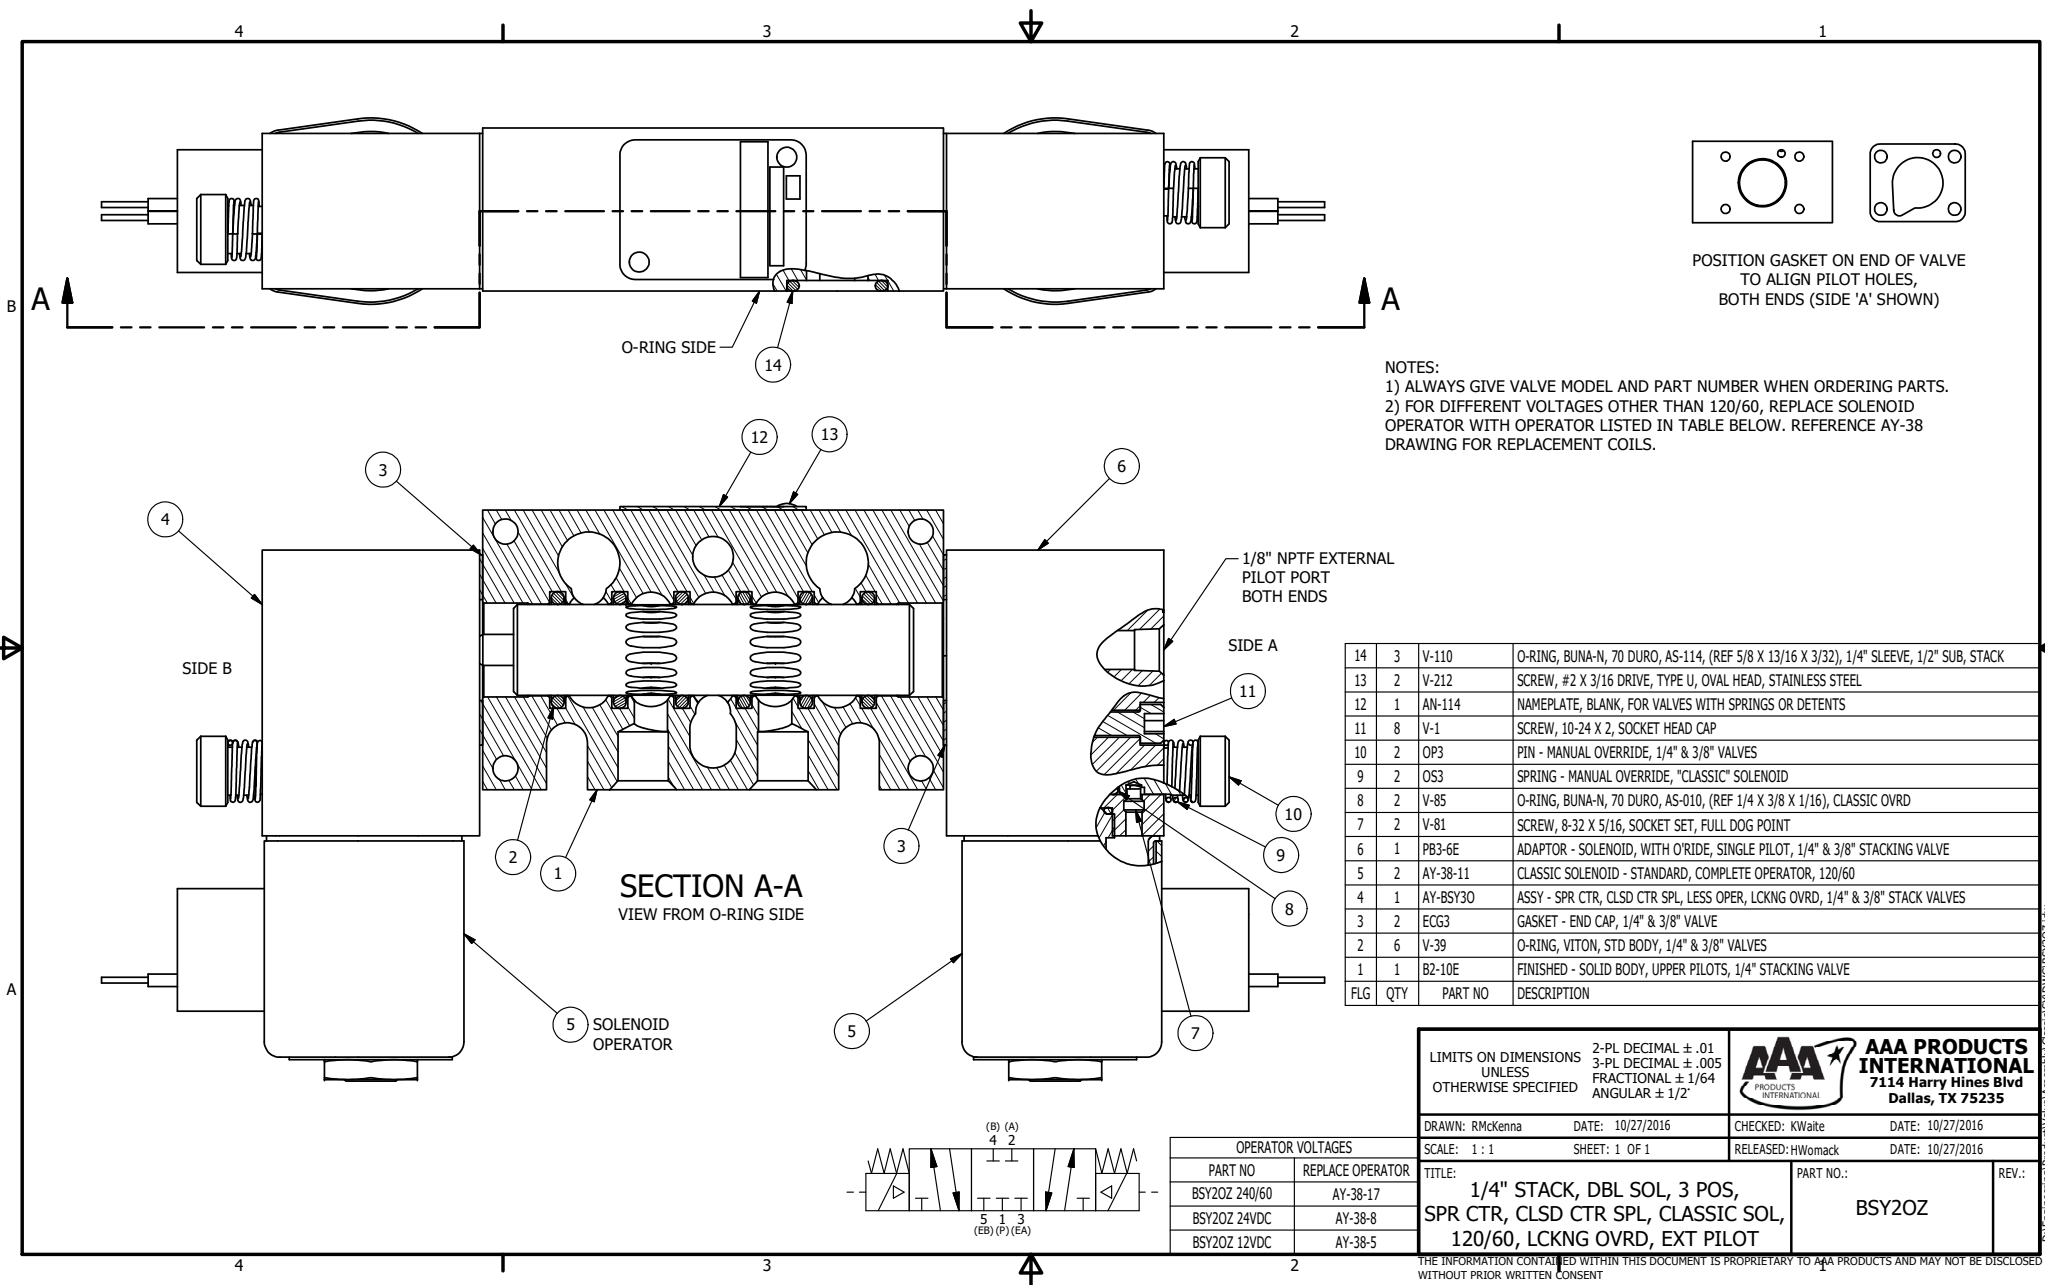 4 3 2 1
B
A A
O-RING SIDE
14
POSITION GASKET ON END OF VALVE
TO ALIGN PILOT HOLES,
BOTH ENDS (SIDE 'A' SHOWN)
NOTES:
1) ALWAYS GIVE VALVE MODEL AND PART NUMBER WHEN ORDERING PARTS.
2) FOR DIFFERENT VOLTAGES OTHER THAN 120/60, REPLACE SOLENOID
OPERATOR WITH OPERATOR LISTED IN TABLE BELOW. REFERENCE AY-38
DRAWING FOR REPLACEMENT COILS.
3
12
13
6
4
1/8" NPTF EXTERNAL
PILOT PORT
BOTH ENDS
SIDE A
SIDE B
11
10
9
8
7
2
1
3
SECTION A-A
VIEW FROM O-RING SIDE
5 SOLENOID
OPERATOR
5
A
14 3 V-110 O-RING, BUNA-N, 70 DURO, AS-114, (REF 5/8 X 13/16 X 3/32), 1/4" SLEEVE, 1/2" SUB, STACK
13 2 V-212 SCREW, #2 X 3/16 DRIVE, TYPE U, OVAL HEAD, STAINLESS STEEL
12 1 AN-114 NAMEPLATE, BLANK, FOR VALVES WITH SPRINGS OR DETENTS
11 8 V-1 SCREW, 10-24 X 2, SOCKET HEAD CAP
10 2 OP3 PIN - MANUAL OVERRIDE, 1/4" & 3/8" VALVES
9 2 OS3 SPRING - MANUAL OVERRIDE, "CLASSIC" SOLENOID
8 2 V-85 O-RING, BUNA-N, 70 DURO, AS-010, (REF 1/4 X 3/8 X 1/16), CLASSIC OVRD
7 2 V-81 SCREW, 8-32 X 5/16, SOCKET SET, FULL DOG POINT
6 1 PB3-6E ADAPTOR - SOLENOID, WITH O'RIDE, SINGLE PILOT, 1/4" & 3/8" STACKING VALVE
5 2 AY-38-11 CLASSIC SOLENOID - STANDARD, COMPLETE OPERATOR, 120/60
4 1 AY-BSY3O ASSY - SPR CTR, CLSD CTR SPL, LESS OPER, LCKNG OVRD, 1/4" & 3/8" STACK VALVES
3 2 ECG3 GASKET - END CAP, 1/4" & 3/8" VALVE
2 6 V-39 O-RING, VITON, STD BODY, 1/4" & 3/8" VALVES
1 1 B2-10E FINISHED - SOLID BODY, UPPER PILOTS, 1/4" STACKING VALVE
FLG QTY PART NO DESCRIPTION
(B) (A)
4 2
5 1 3
(EB) (P) (EA)
OPERATOR VOLTAGES
PART NO REPLACE OPERATOR
BSY2OZ 240/60 AY-38-17
BSY2OZ 24VDC AY-38-8
BSY2OZ 12VDC AY-38-5
LIMITS ON DIMENSIONS
UNLESS
OTHERWISE SPECIFIED
2-PL DECIMAL ± .01
3-PL DECIMAL ± .005
FRACTIONAL ± 1/64
ANGULAR ± 1/2°
AAA
PRODUCTS
INTERNATIONAL
AAA PRODUCTS
INTERNATIONAL
7114 Harry Hines Blvd
Dallas, TX 75235
DRAWN: RMcKenna DATE: 10/27/2016 CHECKED: KWaite DATE: 10/27/2016
SCALE: 1 : 1 SHEET: 1 OF 1 RELEASED: HWomack DATE: 10/27/2016
TITLE:
1/4" STACK, DBL SOL, 3 POS,
SPR CTR, CLSD CTR SPL, CLASSIC SOL,
120/60, LCKNG OVRD, EXT PILOT
PART NO.:
BSY2OZ
REV.:
4 3 2 1
THE INFORMATION CONTAINED WITHIN THIS DOCUMENT IS PROPRIETARY TO AAA PRODUCTS AND MAY NOT BE DISCLOSED
WITHOUT PRIOR WRITTEN CONSENT